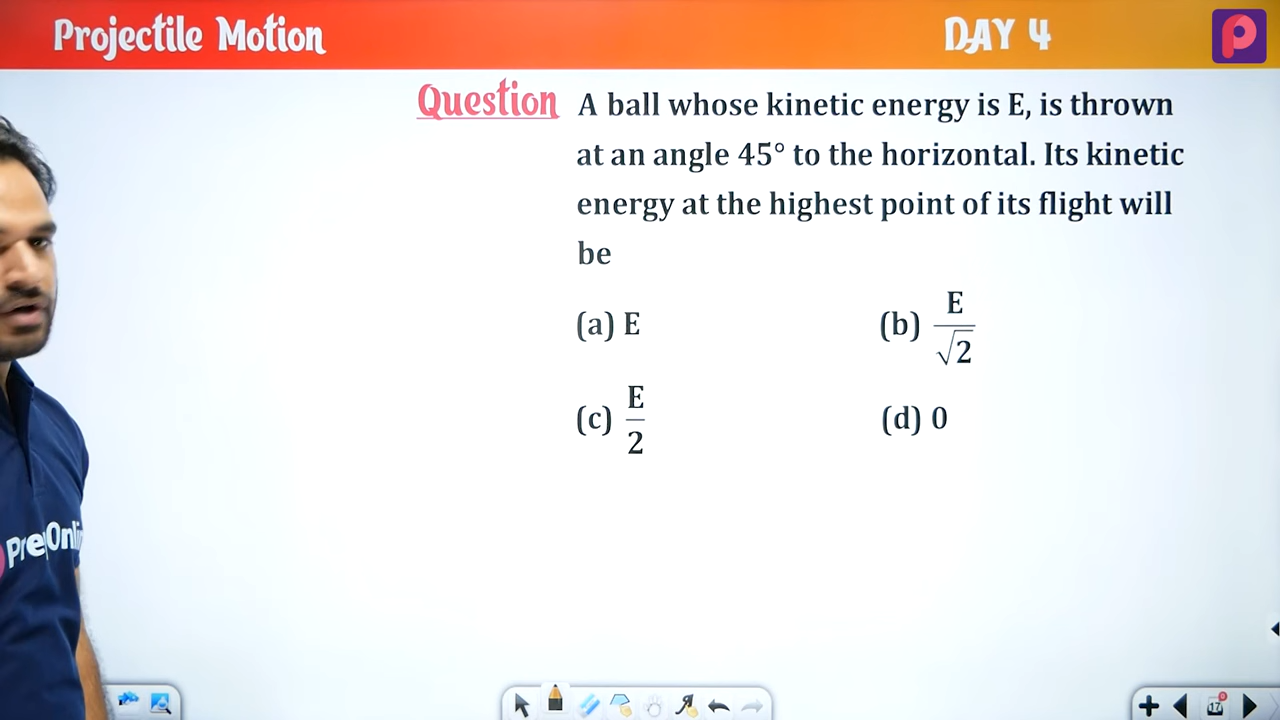 Projectile Motion
DAY 4
Question A ball whose kinetic energy is E, is thrown
at an angle 45° to the horizontal. Its kinetic
energy at the highest point of its flight will
be
(a) E
(b) E/√2
(c) E/2
(d) 0